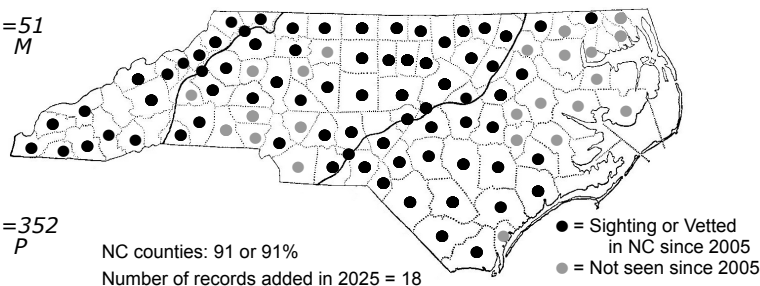 =51
M
=352
P
NC counties: 91 or 91%
Number of records added in 2025 = 18
= Sighting or Vetted
in NC since 2005
= Not seen since 2005